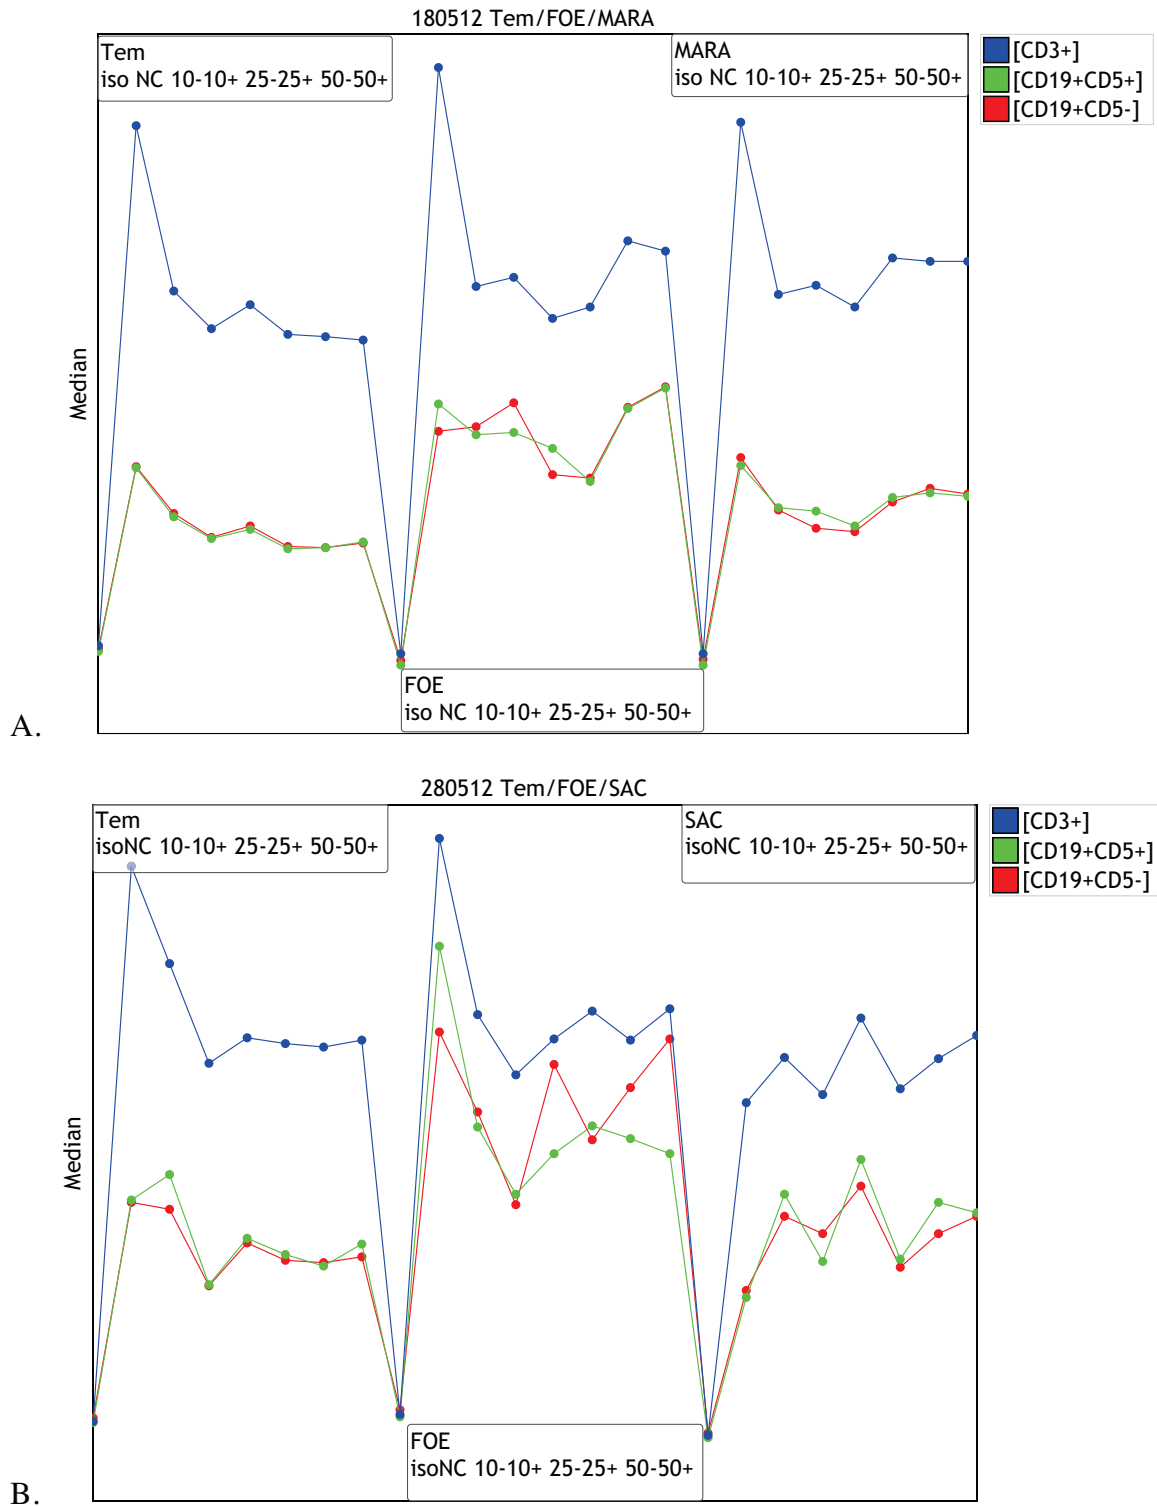 180512 Tem/FOE/MARA
Tem
iso NC 10-10+ 25-25+ 50-50+
MARA
iso NC 10-10+ 25-25+ 50-50+
[CD3+]
[CD19+CD5+]
[CD19+CD5-]
Median
FOE
iso NC 10-10+ 25-25+ 50-50+
A.
280512 Tem/FOE/SAC
Tem
isoNC 10-10+ 25-25+ 50-50+
SAC
isoNC 10-10+ 25-25+ 50-50+
[CD3+]
[CD19+CD5+]
[CD19+CD5-]
Median
FOE
isoNC 10-10+ 25-25+ 50-50+
B.